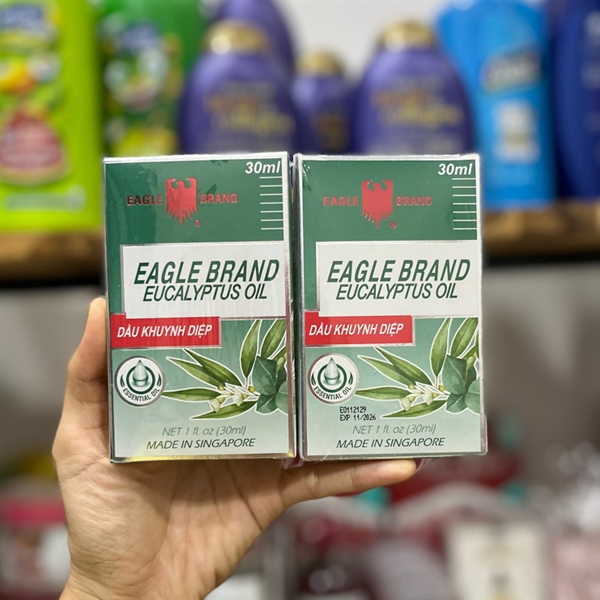 30ml
EAGLE BRAND
EAGLE BRAND
EUCALYPTUS OIL
DẦU KHUYNH DIỆP
ESSENTIAL OIL
NET 1 fl. oz (30ml)
MADE IN SINGAPORE
30ml
EAGLE BRAND
EAGLE BRAND
EUCALYPTUS OIL
DẦU KHUYNH DIỆP
ESSENTIAL OIL
E0112129
EXP 11/2026
NET 1 fl. oz (30ml)
MADE IN SINGAPORE